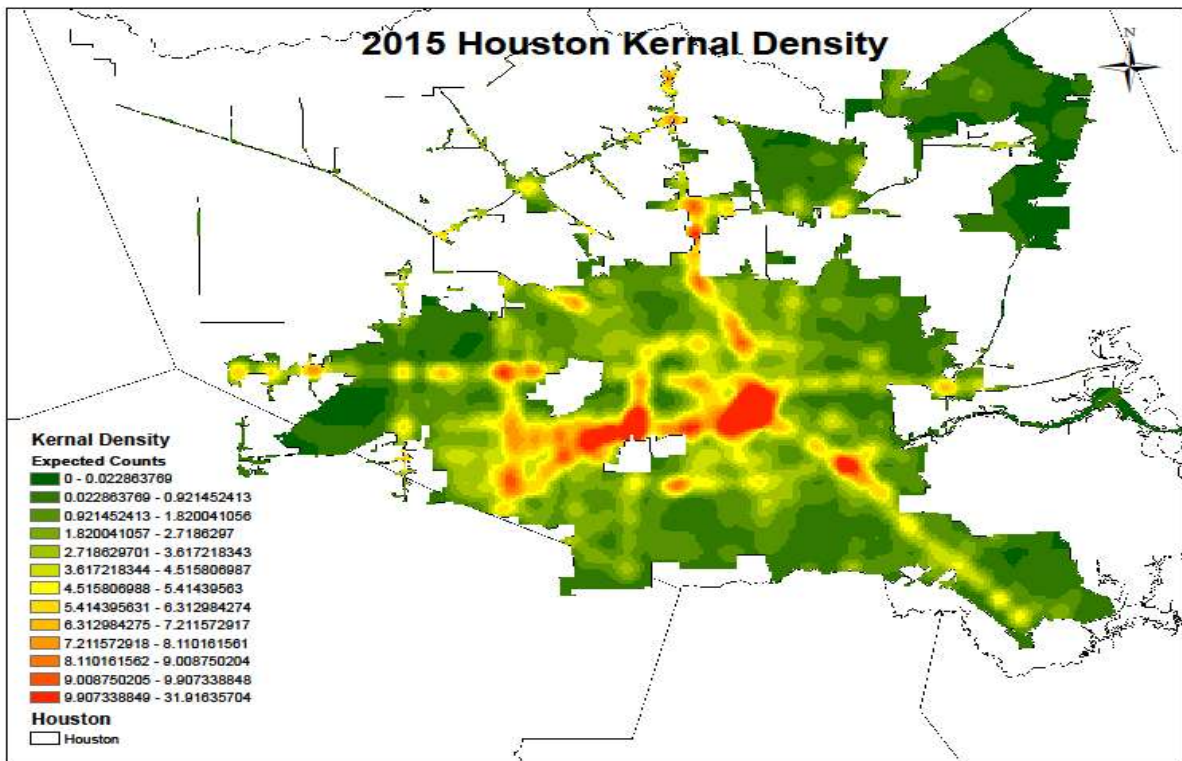 2015 Houston Kernal Density
N
Kernal Density
Expected Counts
0 - 0.022863769
0.022863769 - 0.921452413
0.921452413 - 1.820041056
1.820041057 - 2.7186297
2.718629701 - 3.617218343
3.617218344 - 4.515806987
4.515806988 - 5.41439563
5.414395631 - 6.312984274
6.312984275 - 7.211572917
7.211572918 - 8.110161561
8.110161562 - 9.008750204
9.008750205 - 9.907338848
9.907338849 - 31.91635704
Houston
Houston